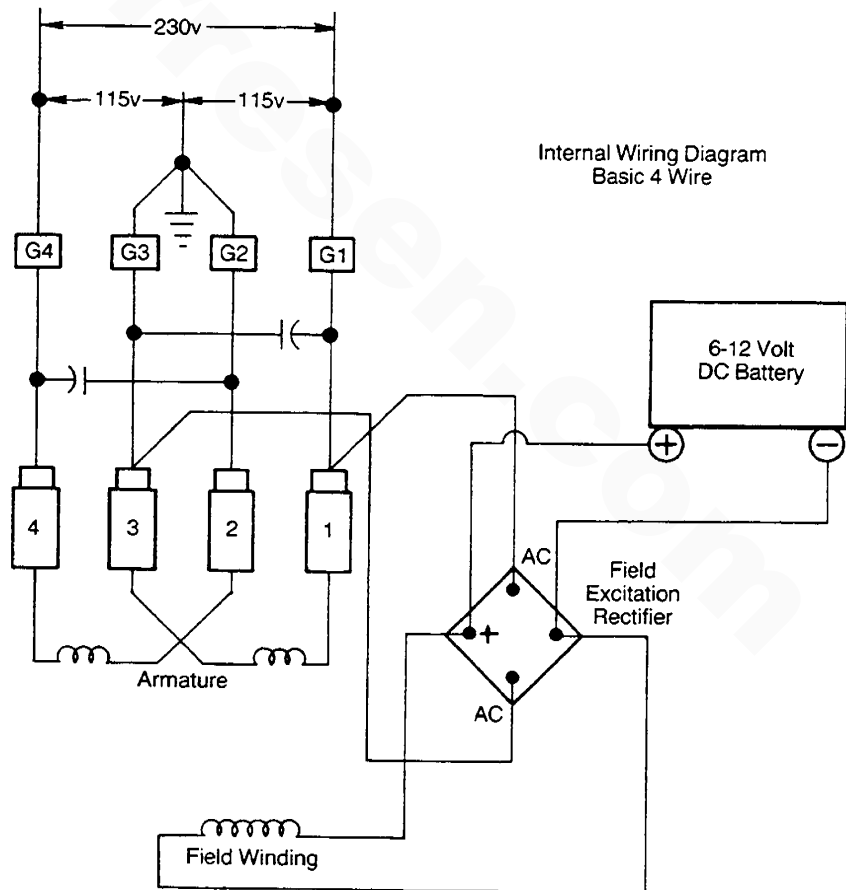 230v
115v
115v
Internal Wiring Diagram
Basic 4 Wire
G4
G3
G2
G1
6-12 Volt
DC Battery
+
−
4
3
2
1
AC
Field
Excitation
Rectifier
+
Armature
AC
Field Winding